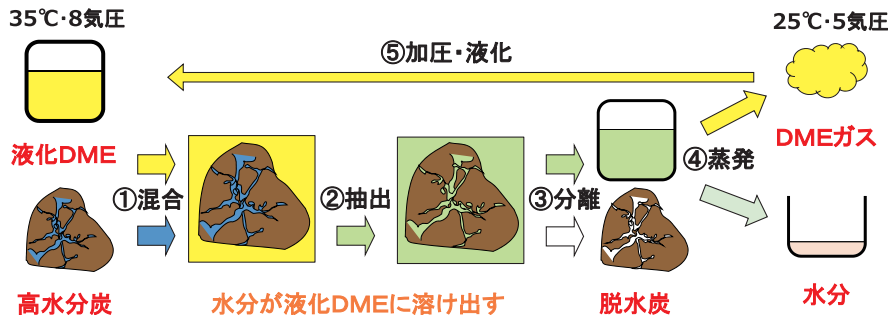 35℃・8気圧
25℃・5気圧
⑤加圧・液化
液化DME
DMEガス
④蒸発
①混合
②抽出
③分離
高水分炭
水分が液化DMEに溶け出す
脱水炭
水分